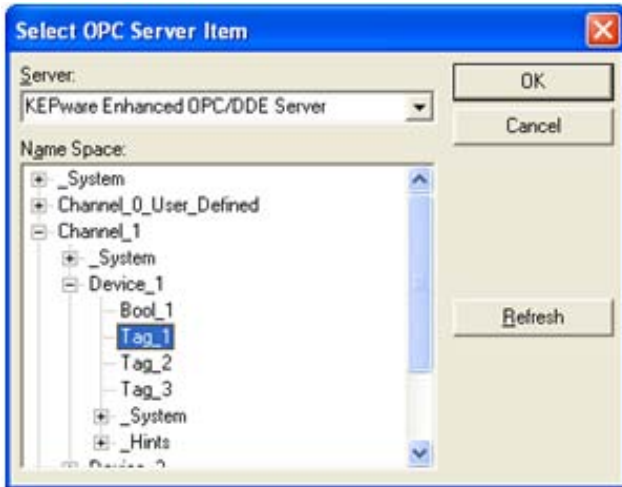 Select OPC Server Item
Server:
OK
KEPware Enhanced OPC/DDE Server
Cancel
Name Space:
_System
Channel_0_User_Defined
Channel_1
_System
Device_1
Bool_1
Refresh
Tag_1
Tag_2
Tag_3
_System
_Hints